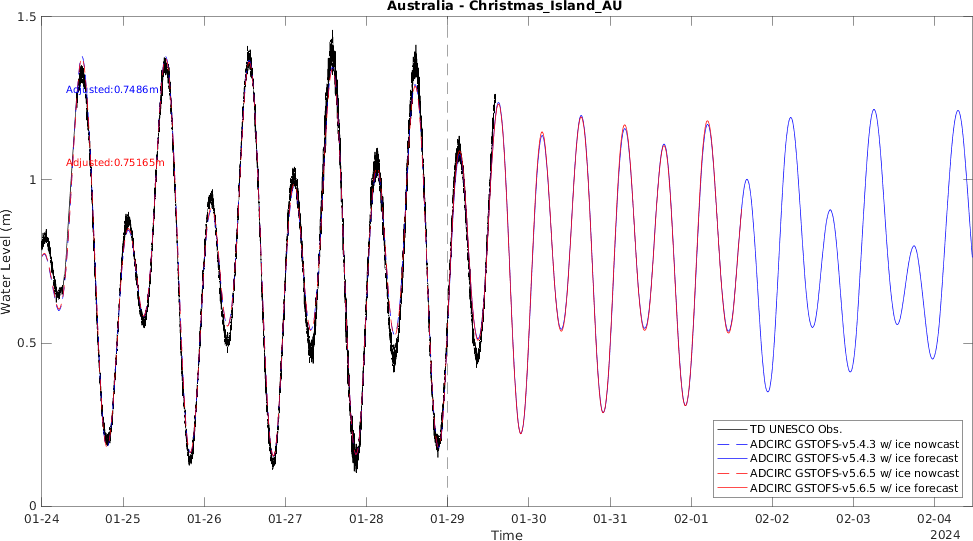 Australia - Christmas_Island_AU
1.5
1
0.5
0
Water Level (m)
Adjusted:0.7486m
Adjusted:0.75165m
TD UNESCO Obs.
ADCIRC GSTOFS-v5.4.3 w/ ice nowcast
ADCIRC GSTOFS-v5.4.3 w/ ice forecast
ADCIRC GSTOFS-v5.6.5 w/ ice nowcast
ADCIRC GSTOFS-v5.6.5 w/ ice forecast
01-24 01-25 01-26 01-27 01-28 01-29 01-30 01-31 02-01 02-02 02-03 02-04
Time
2024